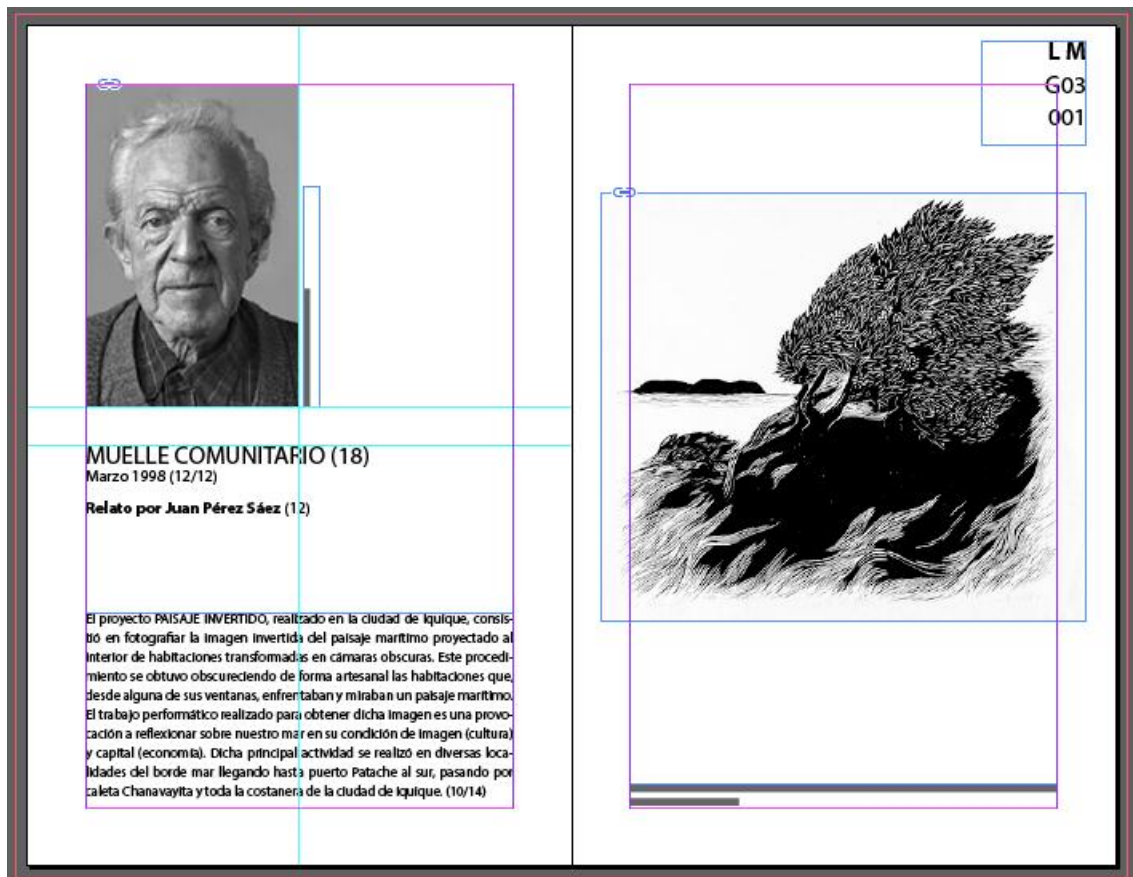 MUELLE COMUNITARIO (18)
Marzo 1998 (12/12)
Relato por Juan Pérez Sáez (12)
El proyecto PAISAJE INVERTIDO, realizado en la ciudad de Iquique, consis-
tió en fotografiar la imagen invertida del paisaje marítimo proyectado al
interior de habitaciones transformadas en cámaras obscuras. Este procedi-
miento se obtuvo obscureciendo de forma artesanal las habitaciones que,
desde alguna de sus ventanas, enfrentaban y miraban un paisaje marítimo.
El trabajo performático realizado para obtener dicha imagen es una provo-
cación a reflexionar sobre nuestro mar en su condición de imagen (cultura)
y capital (economía). Dicha principal actividad se realizó en diversas loca-
lidades del borde mar llegando hasta puerto Patache al sur, pasando por
caleta Chanavayita y toda la costanera de la ciudad de Iquique. (10/14)
L M
G03
001